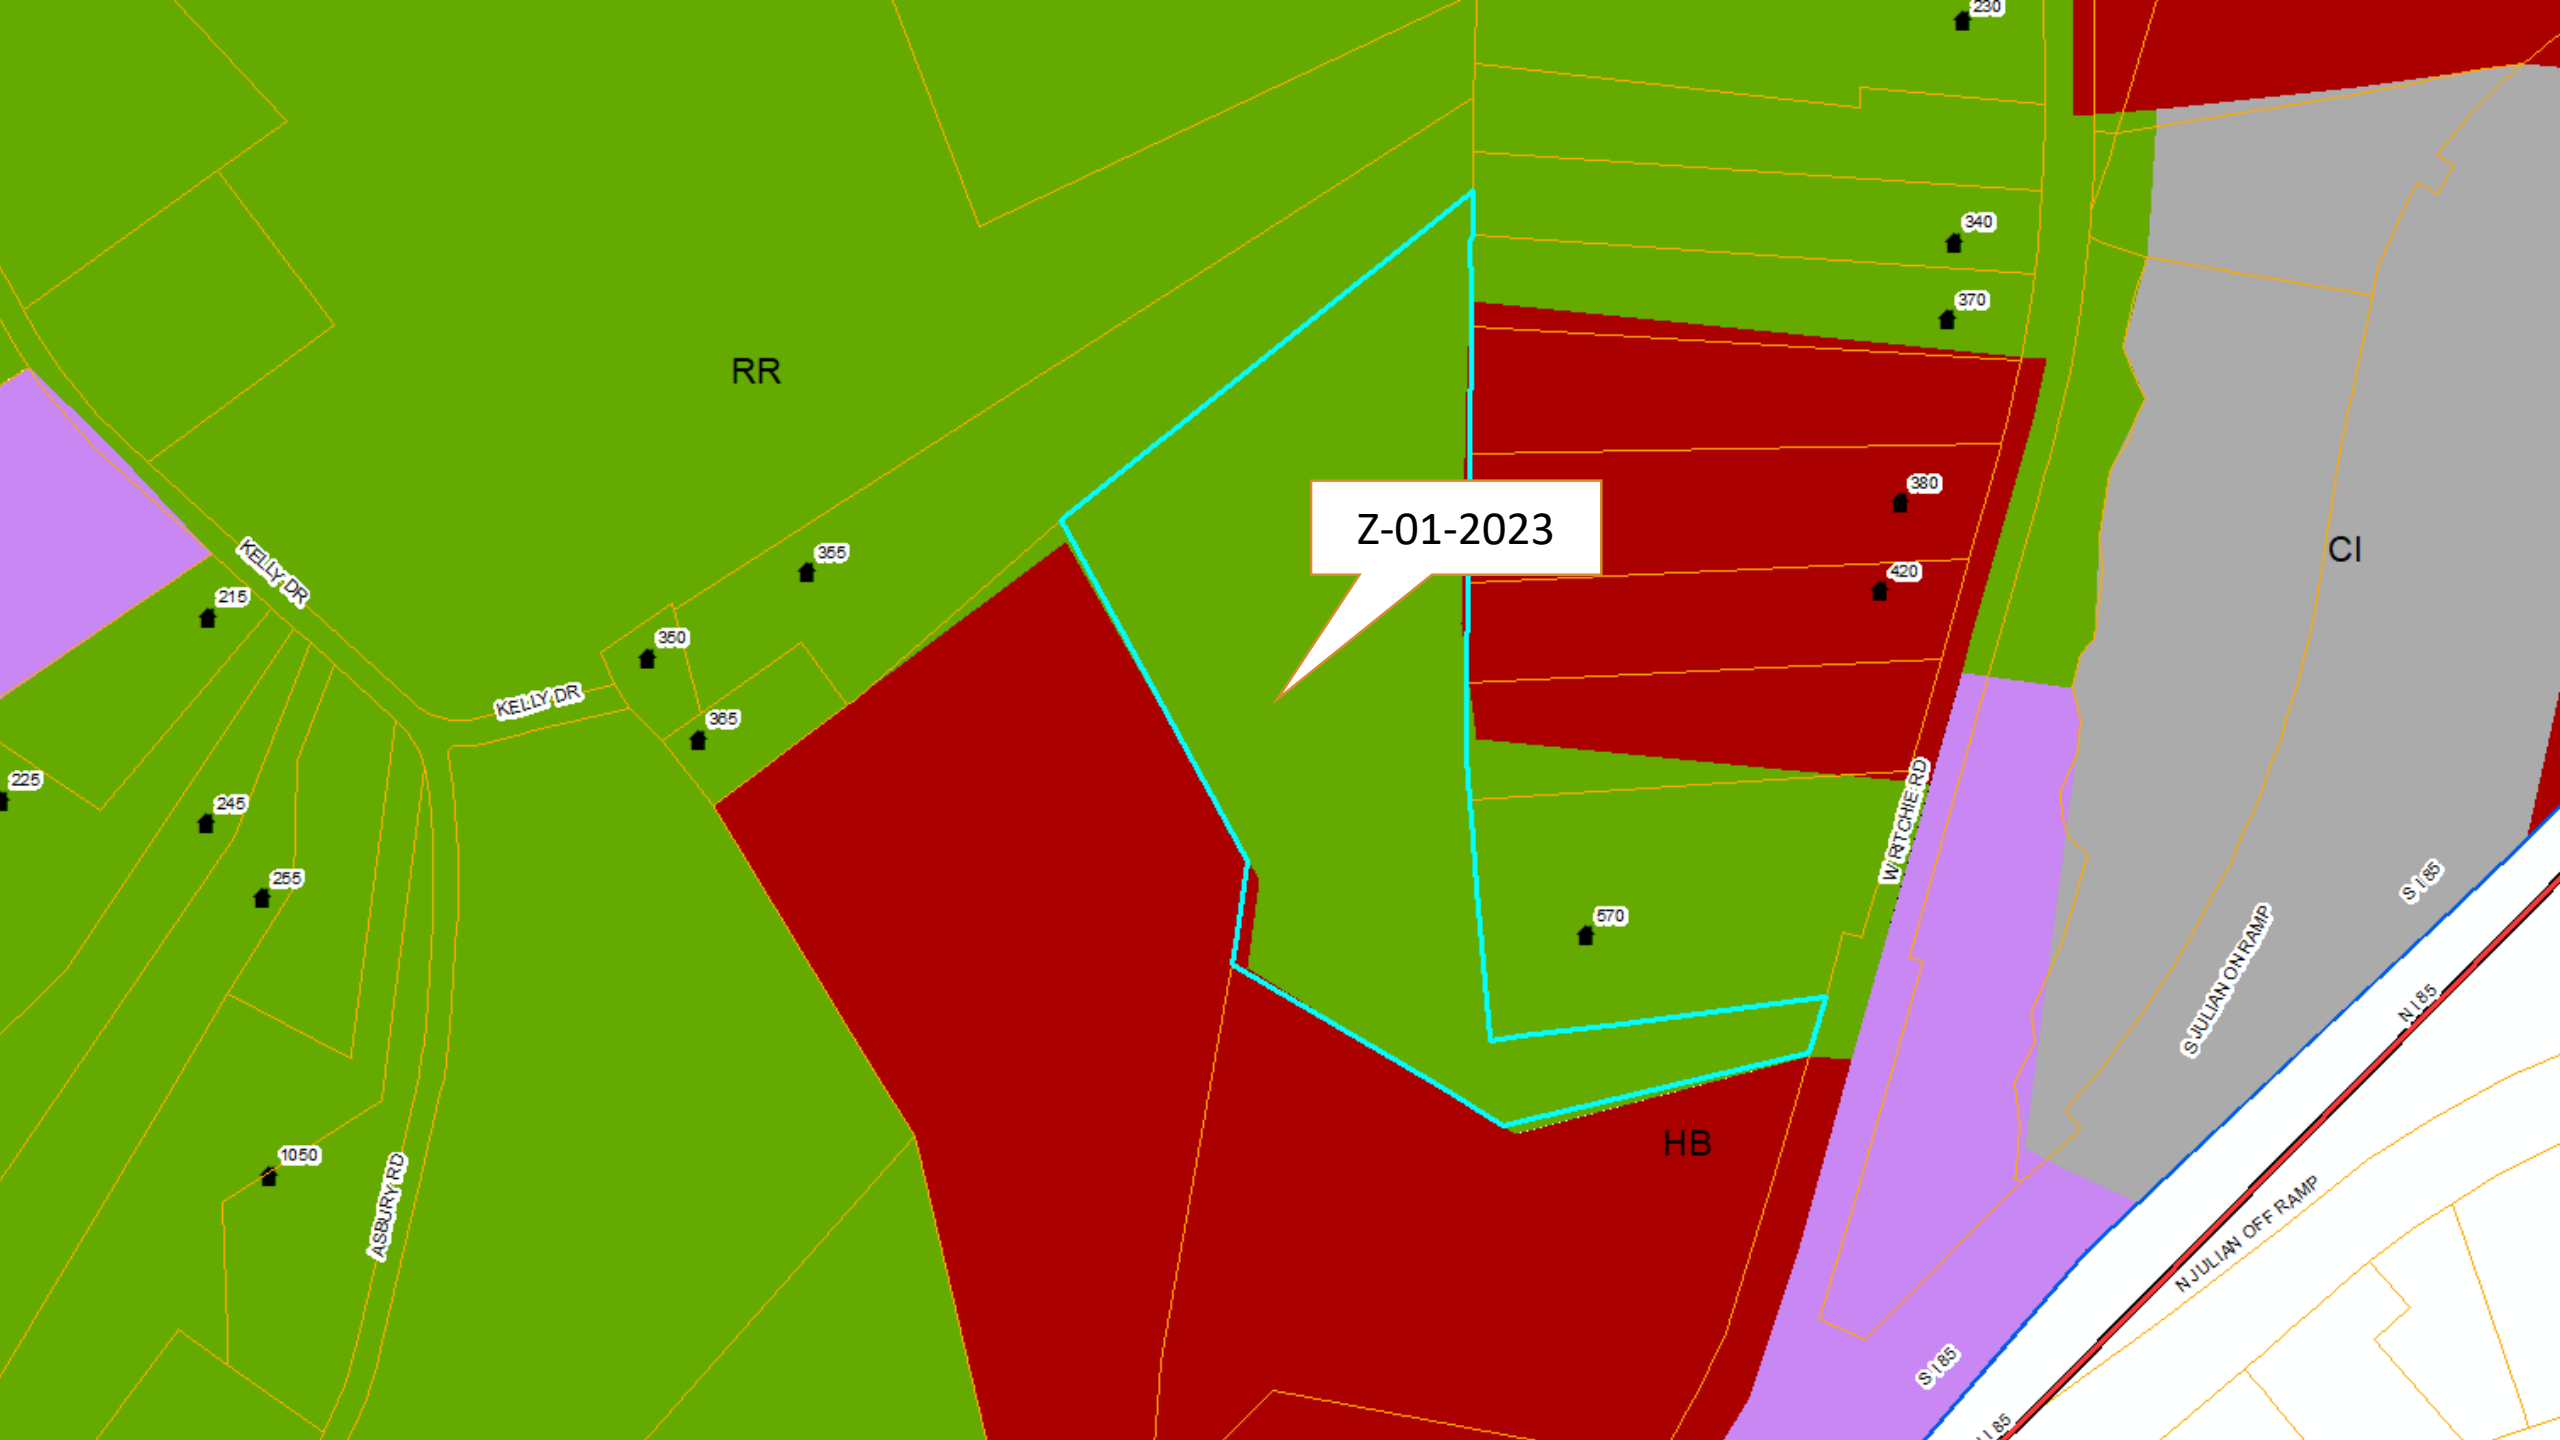 230
340
RR
370
380
Z-01-2023
CI
KELLY DR
355
420
215
350
KELLY DR
365
225
245
W RITCHIE RD
255
S I 85
570
S JULIAN ON RAMP
N I 85
HB
1050
ASBURY RD
N JULIAN OFF RAMP
S I 85
I 85